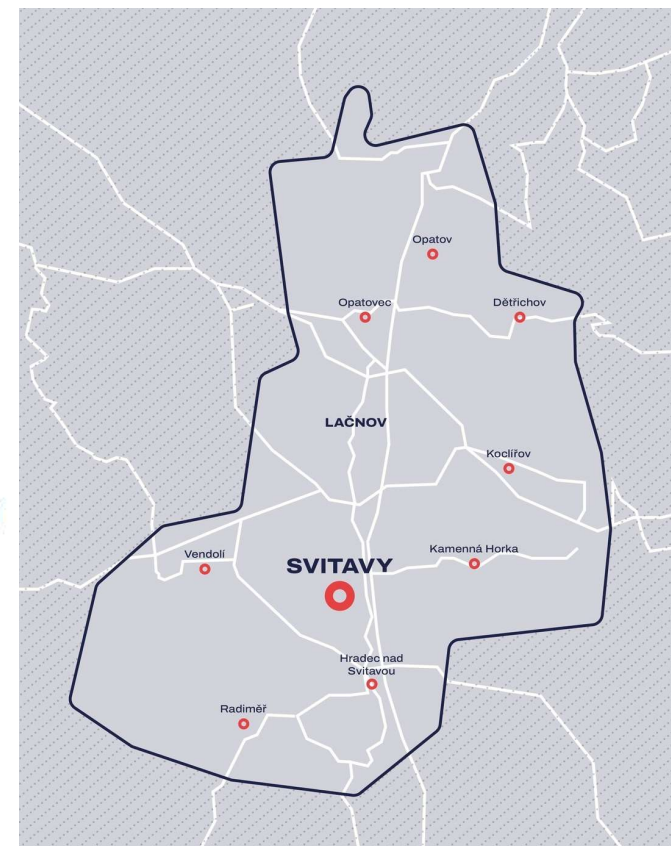 Opatov
Opatovec
Dětřichov
LAČNOV
Koclířov
Kamenná Horka
Vendolí
SVITAVY
Hradec nad
Svitavou
Radiměř